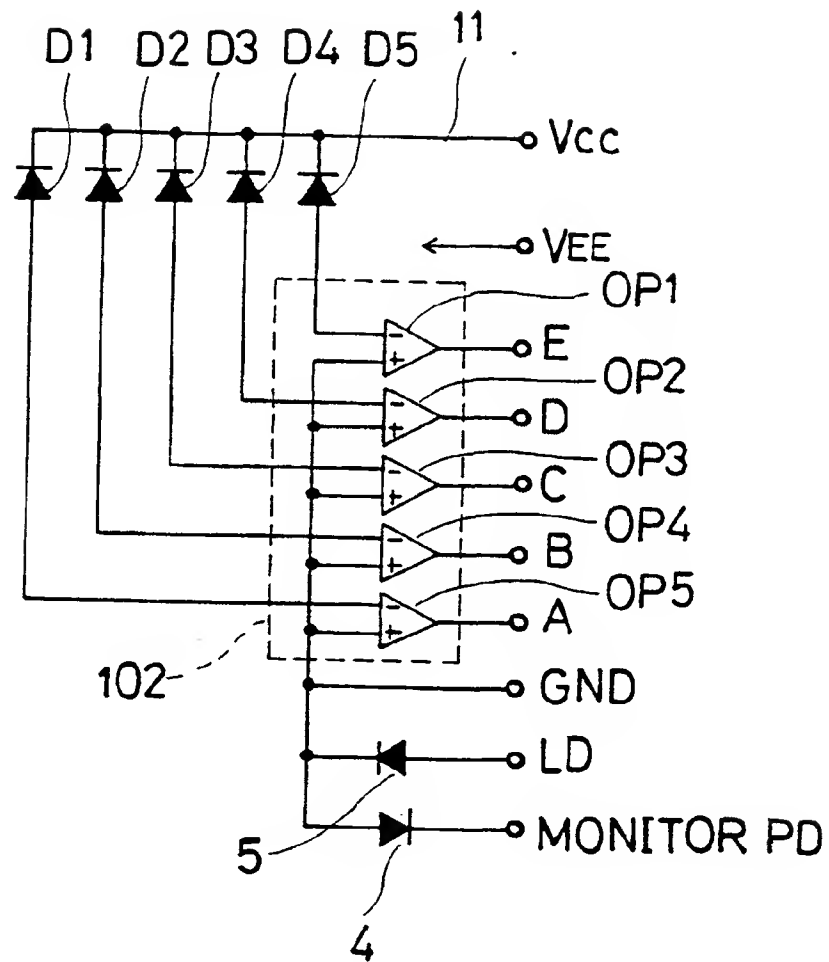 11
D1 D2 D3 D4 D5
Vcc
VEE
OP1
- +
E
OP2
- +
D
OP3
- +
C
OP4
- +
B
OP5
- +
A
102
GND
LD
5
MONITOR PD
4